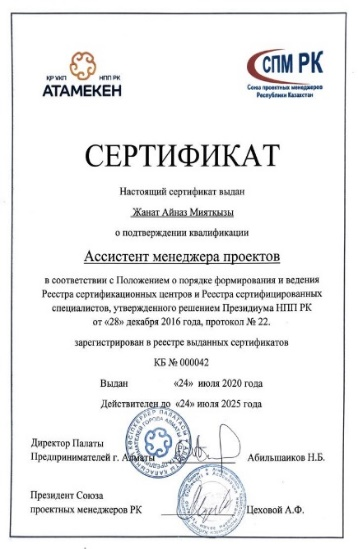 ҚР ҰКП НПП РК
АТАМЕКЕН
СПМ РК
Союз проектных менеджеров
Республики Казахстан
СЕРТИФИКАТ
Настоящий сертификат выдан
Жанат Айназ Мияткызы
о подтверждении квалификации
Ассистент менеджера проектов
в соответствии с Положением о порядке формирования и ведения
Реестра сертификационных центров и Реестра сертифицированных
специалистов, утвержденного решением Президиума НПП РК
от «28» декабря 2016 года, протокол № 22.
зарегистрирован в реестре выданных сертификатов
КБ № 000042
Выдан «24» июля 2020 года
Действителен до «24» июля 2025 года
Директор Палаты
Предпринимателей г. Алматы Абильшаиков Н.Б.
Президент Союза
проектных менеджеров РК Цеховой А.Ф.